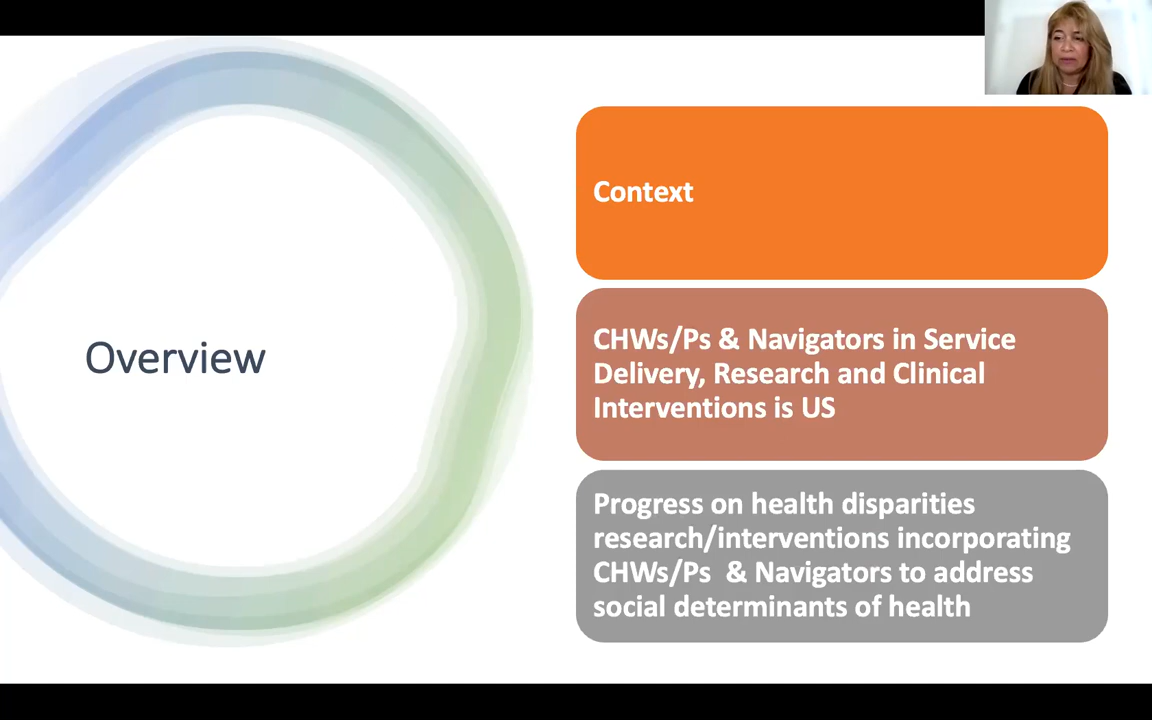 Overview
Context
CHWs/Ps & Navigators in Service
Delivery, Research and Clinical
Interventions is US
Progress on health disparities
research/interventions incorporating
CHWs/Ps & Navigators to address
social determinants of health